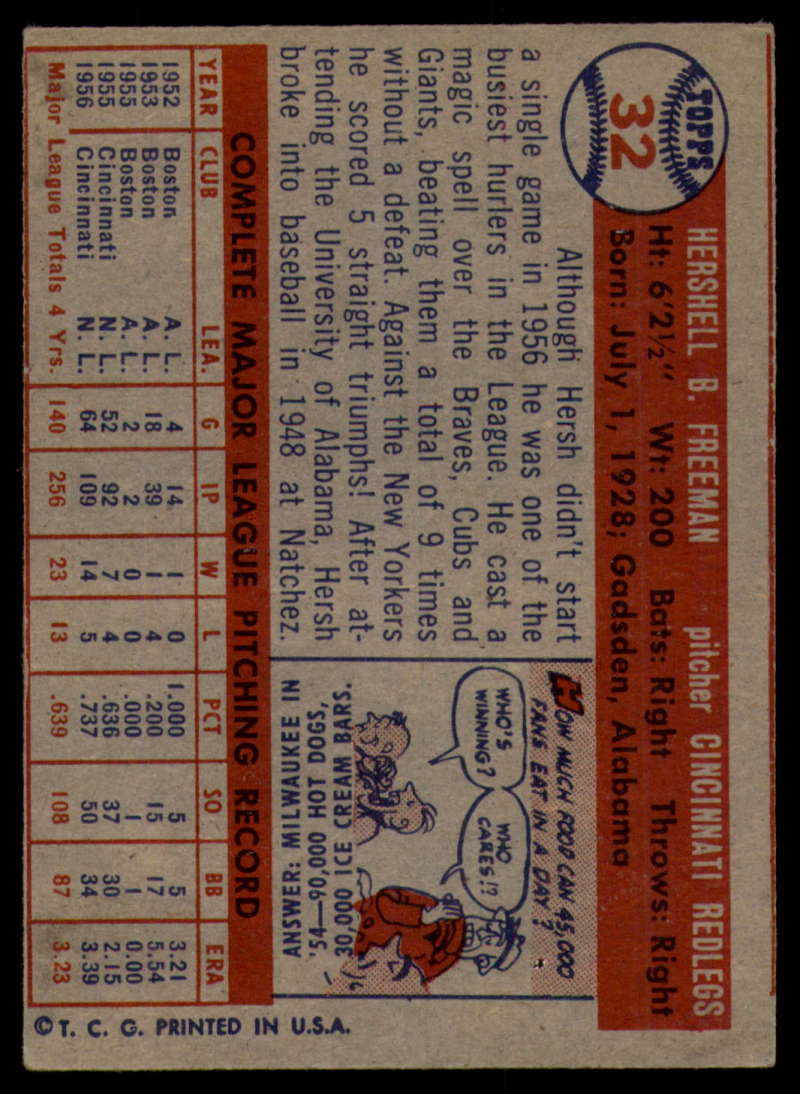 TOPPS
32
HERSHELL B. FREEMAN pitcher CINCINNATI REDLEGS
Ht: 6'2½" Wt: 200 Bats: Right Throws: Right
Born: July 1, 1928; Gadsden, Alabama
Although Hersh didn't start
a single game in 1956 he was one of the
busiest hurlers in the League. He cast a
magic spell over the Braves, Cubs and
Giants, beating them a total of 9 times
without a defeat. Against the New Yorkers
he scored 5 straight triumphs! After at-
tending the University of Alabama, Hersh
broke into baseball in 1948 at Natchez.
HOW MUCH FOOD CAN 45,000
FANS EAT IN A DAY?
WHO'S
WINNING?
WHO
CARES!?
ANSWER: MILWAUKEE IN
'54—90,000 HOT DOGS,
30,000 ICE CREAM BARS.
COMPLETE MAJOR LEAGUE PITCHING RECORD
YEAR CLUB LEA. G IP W L PCT SO BB ERA
1952 Boston A. L. 4 14 1 0 1.000 5 5 3.21
1953 Boston A. L. 18 39 1 4 .200 15 17 5.54
1955 Boston A. L. 2 2 0 0 .000 1 1 0.00
1955 Cincinnati N. L. 52 92 7 4 .636 37 30 2.15
1956 Cincinnati N. L. 64 109 14 5 .737 50 34 3.39
Major League Totals 4 Yrs. 140 256 23 13 .639 108 87 3.23
© T. C. G. PRINTED IN U.S.A.